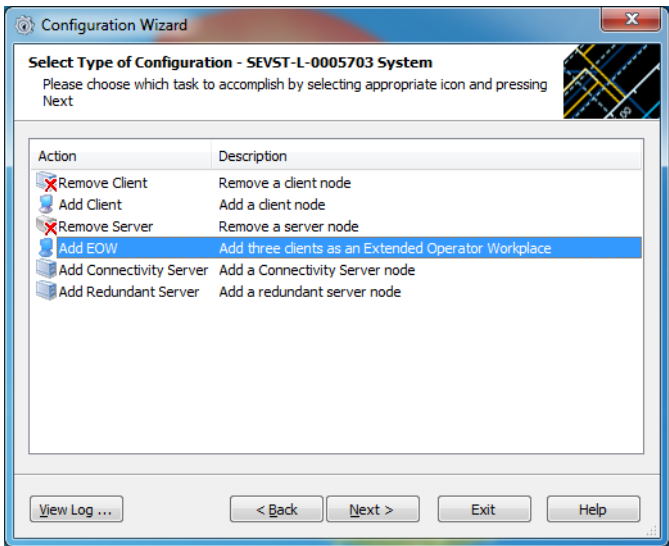 Configuration Wizard
Select Type of Configuration - SEVST-L-0005703 System
Please choose which task to accomplish by selecting appropriate icon and pressing
Next
Action Description
Remove Client Remove a client node
Add Client Add a client node
Remove Server Remove a server node
Add EOW Add three clients as an Extended Operator Workplace
Add Connectivity Server Add a Connectivity Server node
Add Redundant Server Add a redundant server node
View Log ... < Back Next > Exit Help